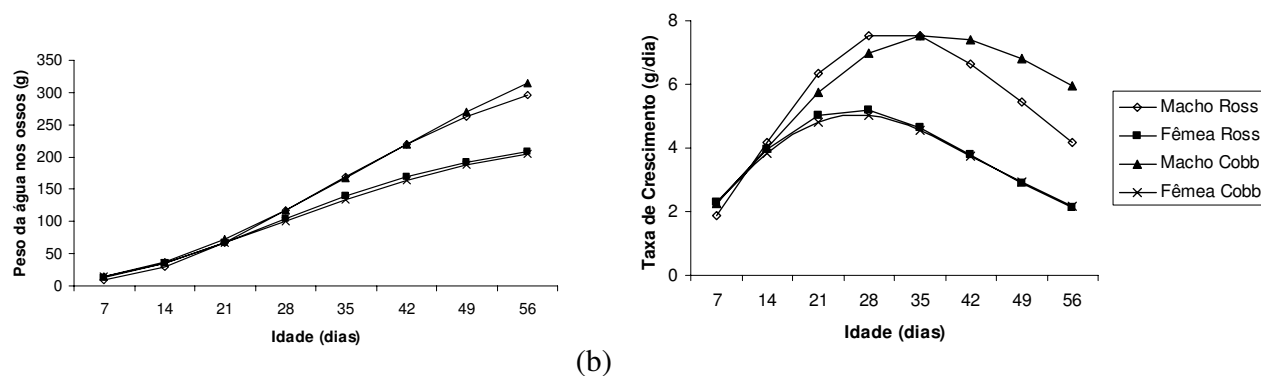 Peso da água nos ossos (g)
350
300
250
200
150
100
50
0
7 14 21 28 35 42 49 56
Idade (dias)
(b)
Taxa de Crescimento (g/dia)
8
6
4
2
0
7 14 21 28 35 42 49 56
Idade (dias)
Macho Ross
Fêmea Ross
Macho Cobb
Fêmea Cobb